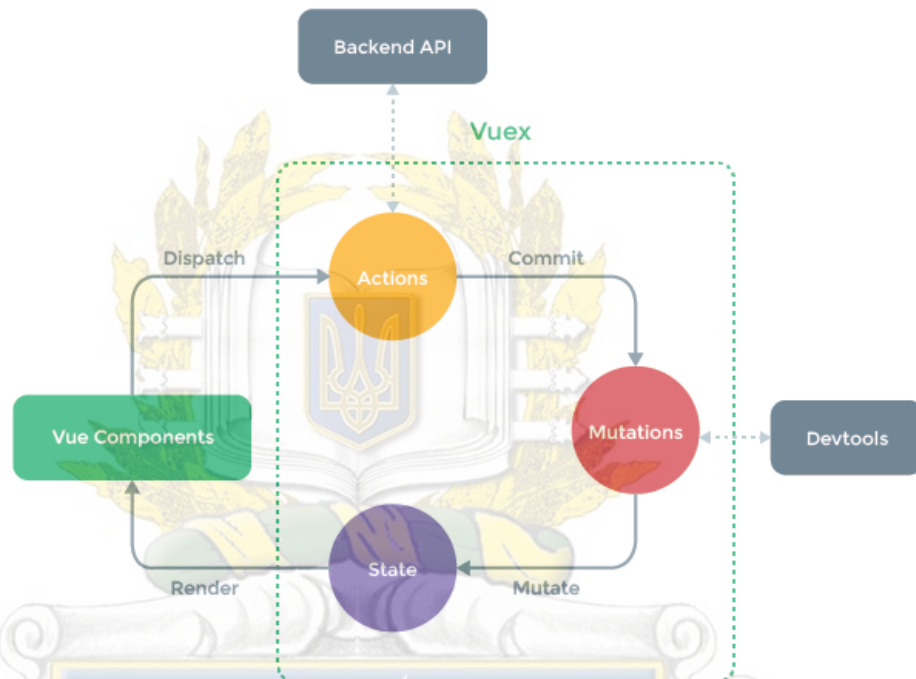 Backend API
Vuex
Dispatch
Actions
Commit
Vue Components
Mutations
Devtools
State
Render
Mutate